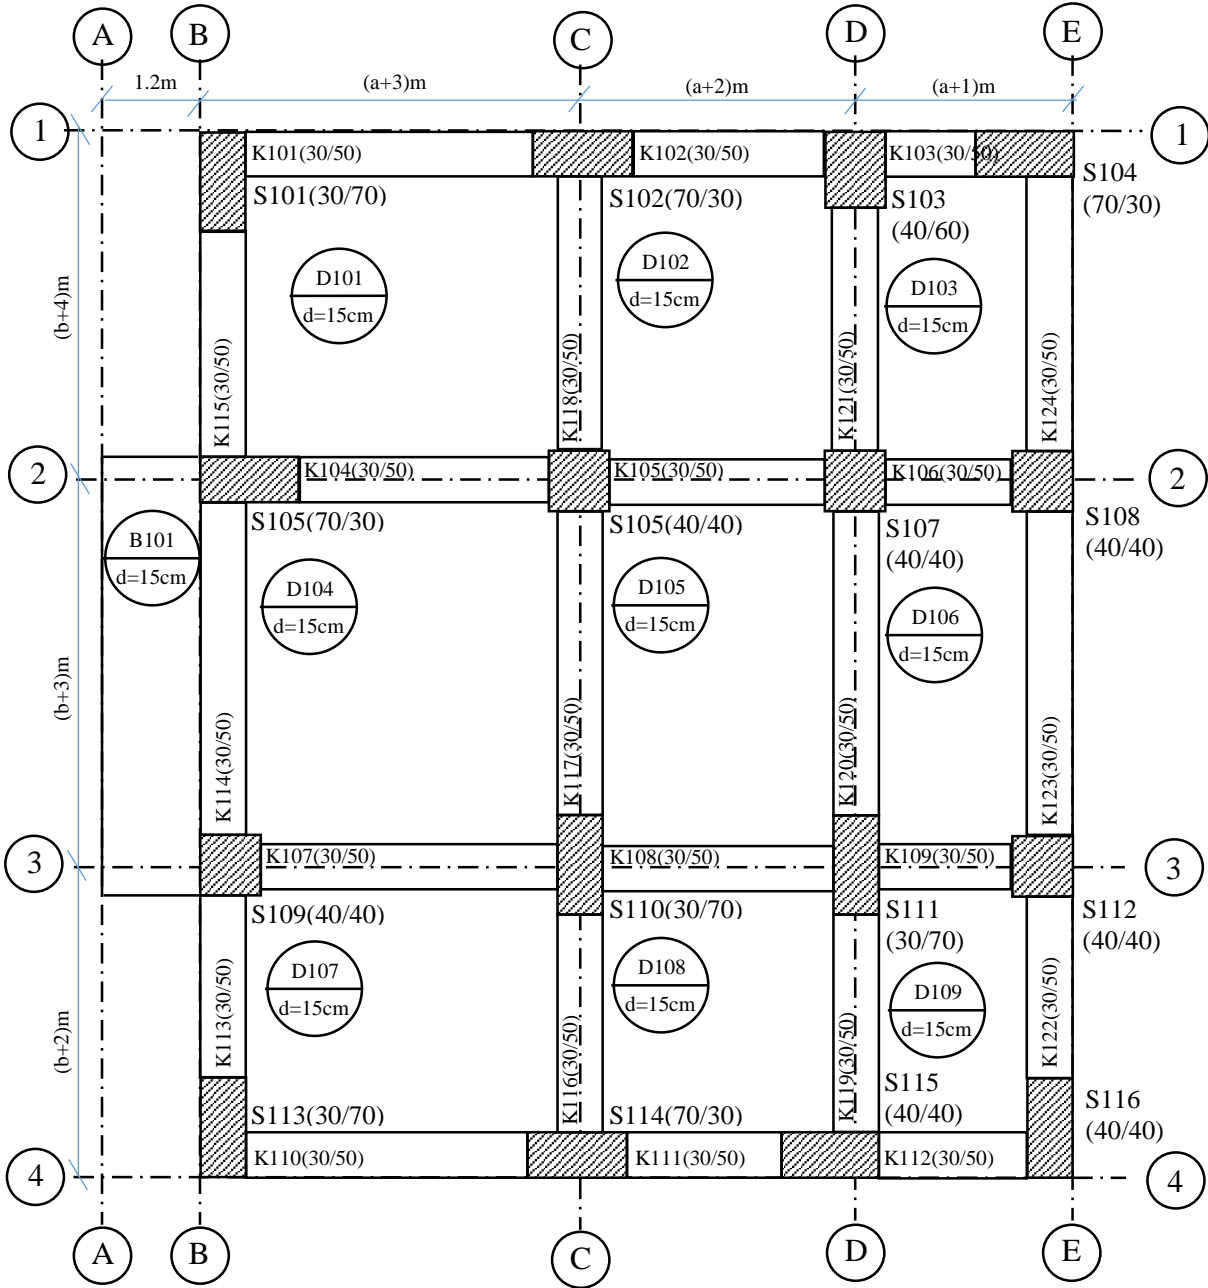 A
B
C
D
E
1.2m
(a+3)m
(a+2)m
(a+1)m
1
1
K101(30/50)
K102(30/50)
K103(30/50)
S101(30/70)
S102(70/30)
S103
(40/60)
S104
(70/30)
D101
d=15cm
D102
d=15cm
D103
d=15cm
(b+4)m
K115(30/50)
K118(30/50)
K121(30/50)
K124(30/50)
2
2
K104(30/50)
K105(30/50)
K106(30/50)
S105(70/30)
S105(40/40)
S107
(40/40)
S108
(40/40)
B101
d=15cm
D104
d=15cm
D105
d=15cm
D106
d=15cm
(b+3)m
K114(30/50)
K117(30/50)
K120(30/50)
K123(30/50)
3
3
K107(30/50)
K108(30/50)
K109(30/50)
S109(40/40)
S110(30/70)
S111
(30/70)
S112
(40/40)
D107
d=15cm
D108
d=15cm
D109
d=15cm
(b+2)m
K113(30/50)
K116(30/50)
K119(30/50)
K122(30/50)
S113(30/70)
S114(70/30)
S115
(40/40)
S116
(40/40)
K110(30/50)
K111(30/50)
K112(30/50)
4
4
A
B
C
D
E